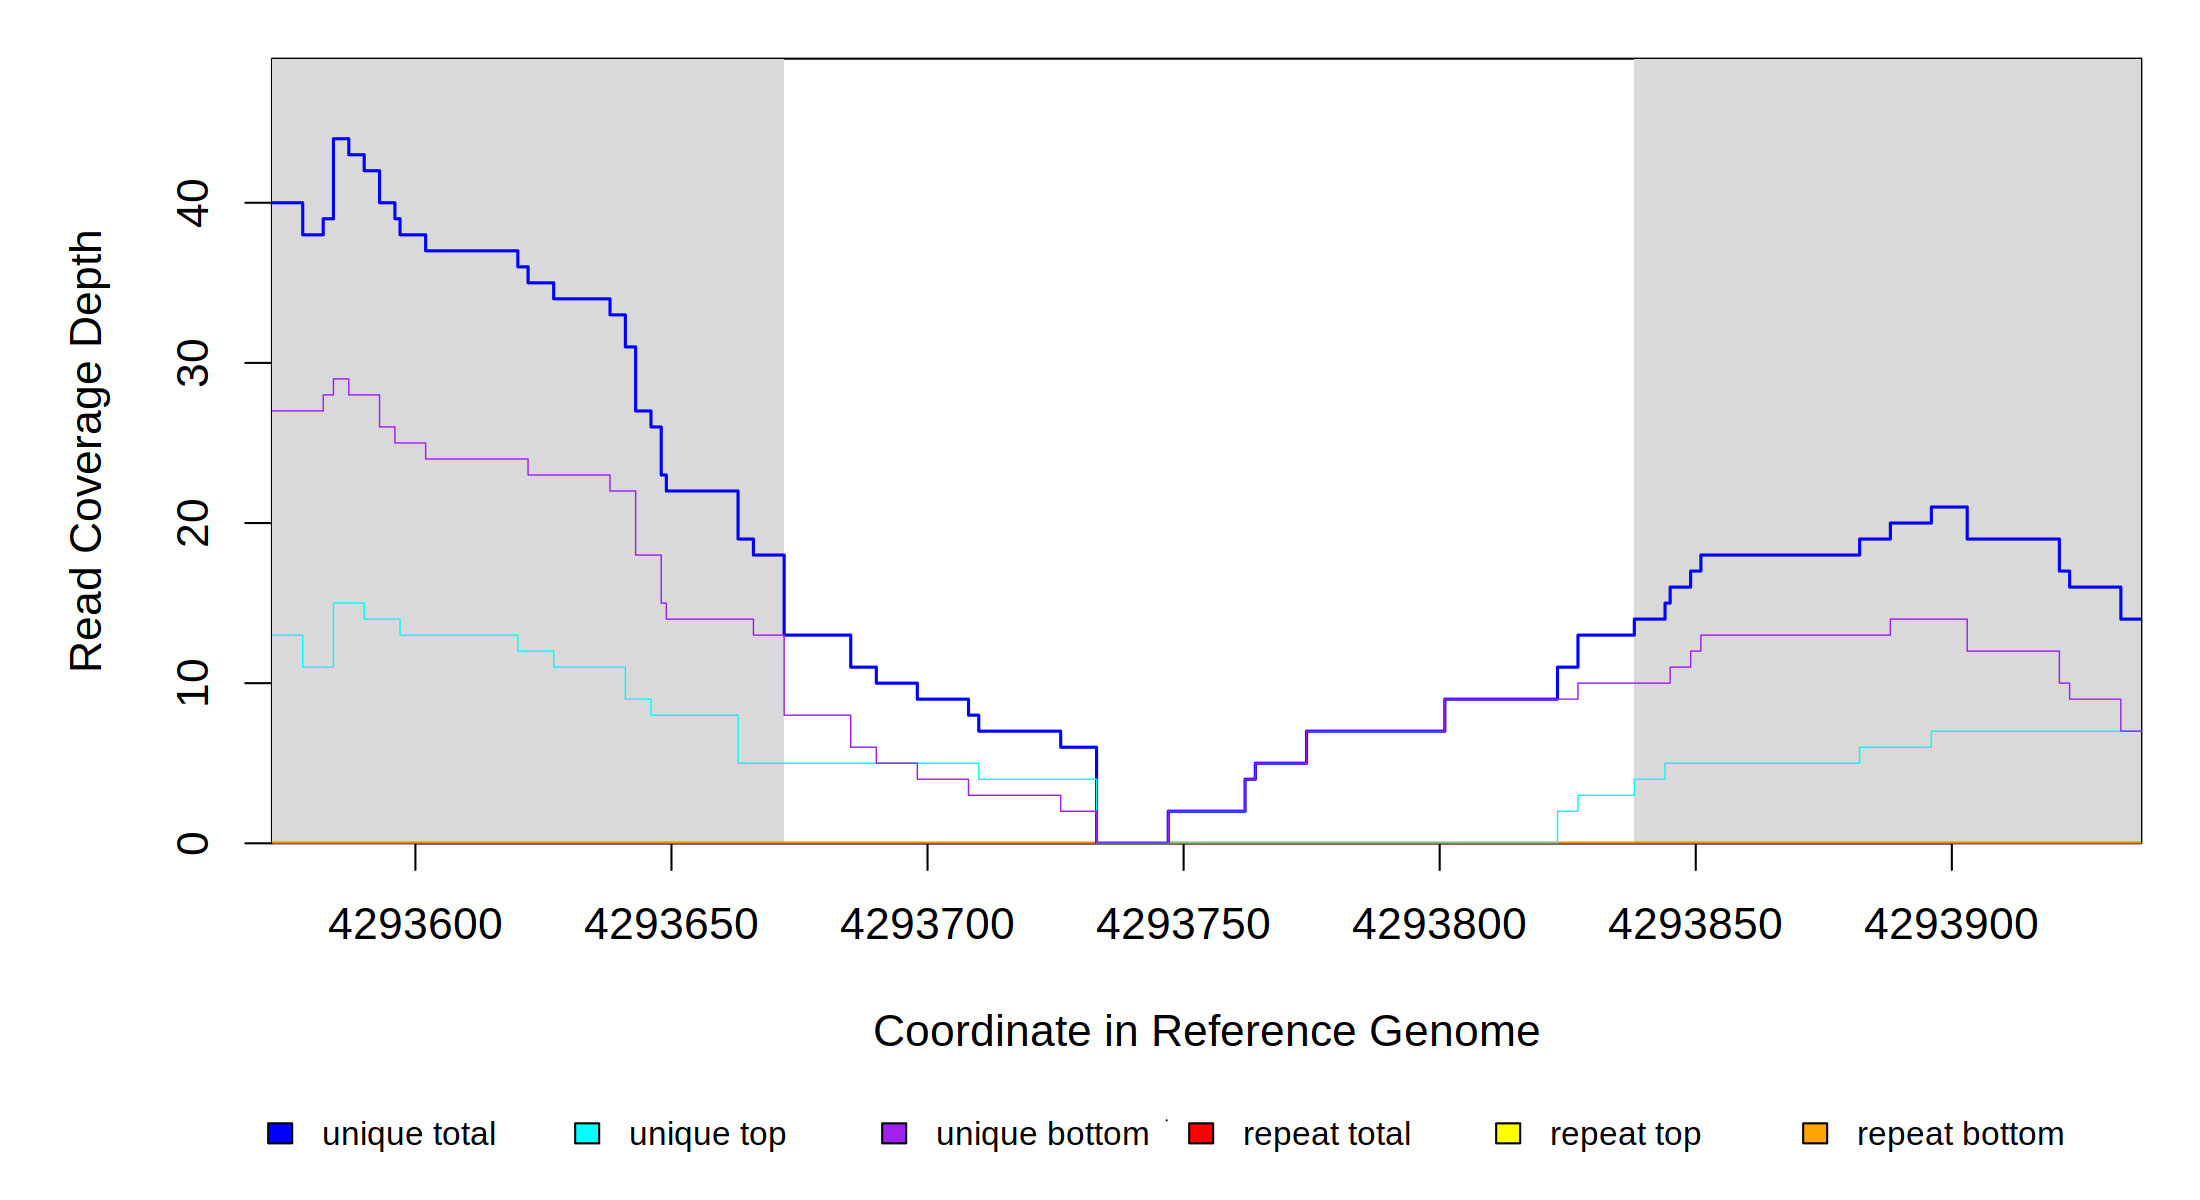 Read Coverage Depth
40
30
20
10
0
4293600 4293650 4293700 4293750 4293800 4293850 4293900
Coordinate in Reference Genome
unique total unique top unique bottom repeat total repeat top repeat bottom